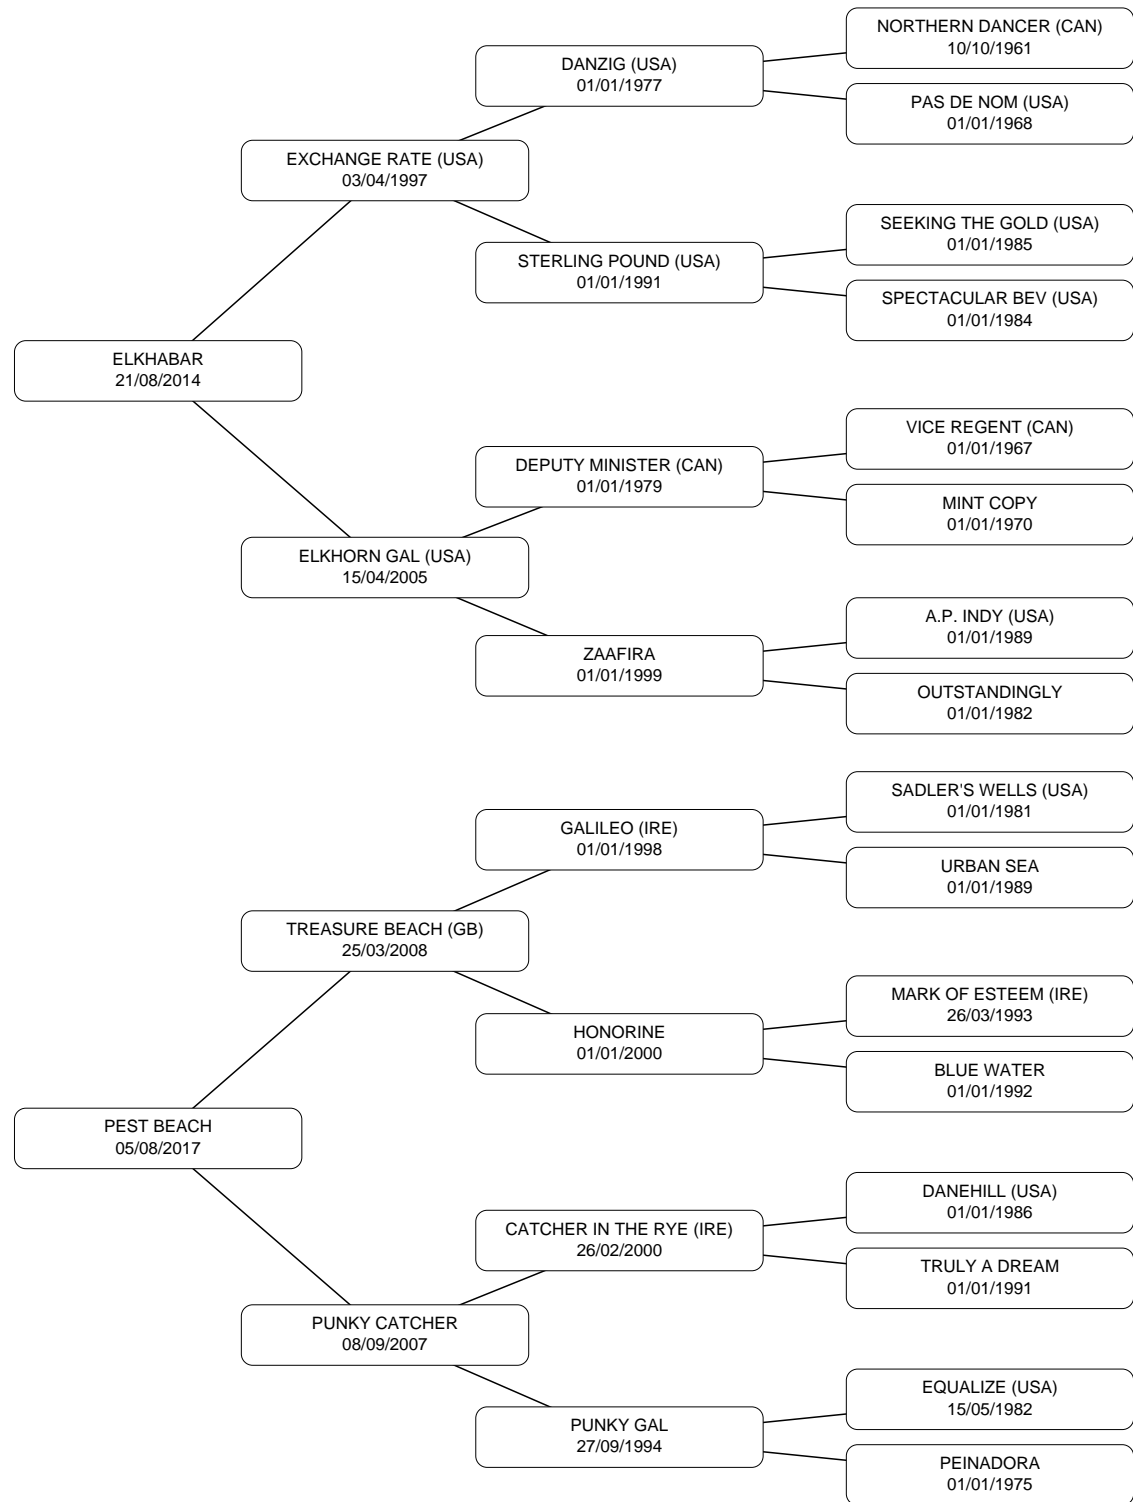 NORTHERN DANCER (CAN)
10/10/1961
DANZIG (USA)
01/01/1977
PAS DE NOM (USA)
01/01/1968
EXCHANGE RATE (USA)
03/04/1997
SEEKING THE GOLD (USA)
01/01/1985
STERLING POUND (USA)
01/01/1991
SPECTACULAR BEV (USA)
01/01/1984
ELKHABAR
21/08/2014
VICE REGENT (CAN)
01/01/1967
DEPUTY MINISTER (CAN)
01/01/1979
MINT COPY
01/01/1970
ELKHORN GAL (USA)
15/04/2005
A.P. INDY (USA)
01/01/1989
ZAAFIRA
01/01/1999
OUTSTANDINGLY
01/01/1982
SADLER'S WELLS (USA)
01/01/1981
GALILEO (IRE)
01/01/1998
URBAN SEA
01/01/1989
TREASURE BEACH (GB)
25/03/2008
MARK OF ESTEEM (IRE)
26/03/1993
HONORINE
01/01/2000
BLUE WATER
01/01/1992
PEST BEACH
05/08/2017
DANEHILL (USA)
01/01/1986
CATCHER IN THE RYE (IRE)
26/02/2000
TRULY A DREAM
01/01/1991
PUNKY CATCHER
08/09/2007
EQUALIZE (USA)
15/05/1982
PUNKY GAL
27/09/1994
PEINADORA
01/01/1975